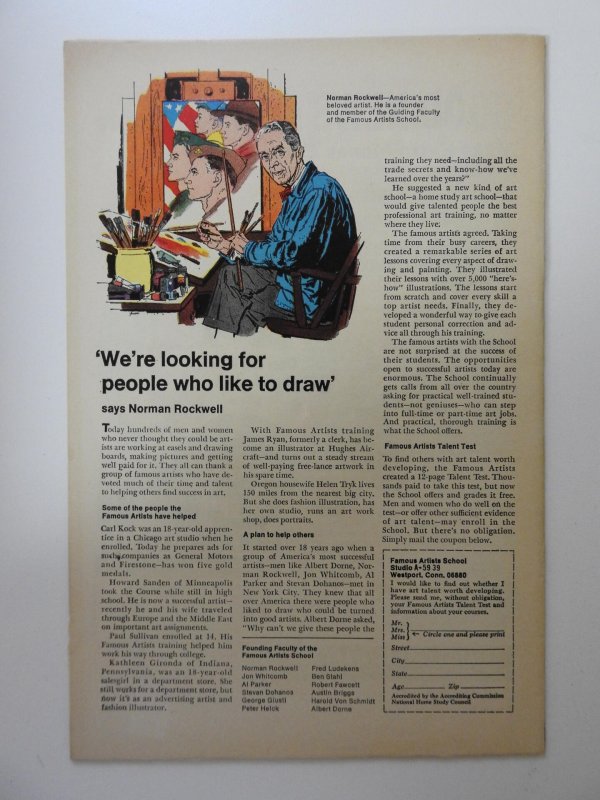 Norman Rockwell—America's most
beloved artist. He is a founder
and member of the Guiding Faculty
of the Famous Artists School.
'We're looking for
people who like to draw'
says Norman Rockwell
Today hundreds of men and women
who never thought they could be art-
ists are working at easels and drawing
boards, making pictures and getting
well paid for it. They all can thank a
group of famous artists who have de-
voted much of their time and talent
to helping others find success in art.
Some of the people the
Famous Artists have helped
Carl Kock was an 18-year-old appren-
tice in a Chicago art studio when he
enrolled. Today he prepares ads for
such companies as General Motors
and Firestone—has won five gold
medals.
Howard Sanden of Minneapolis
took the Course while still in high
school. He is now a successful artist—
recently he and his wife traveled
through Europe and the Middle East
on important art assignments.
Paul Sullivan enrolled at 14. His
Famous Artists training helped him
work his way through college.
Kathleen Gironda of Indiana,
Pennsylvania, was an 18-year-old
salesgirl in a department store. She
still works for a department store, but
now it's as an advertising artist and
fashion illustrator.
With Famous Artists training
James Ryan, formerly a clerk, has be-
come an illustrator at Hughes Air-
craft—and turns out a steady stream
of well-paying free-lance artwork in
his spare time.
Oregon housewife Helen Tryk lives
150 miles from the nearest big city.
But she does fashion illustration, has
her own studio, runs an art work
shop, does portraits.
A plan to help others
It started over 18 years ago when a
group of America's most successful
artists—men like Albert Dorne, Nor-
man Rockwell, Jon Whitcomb, Al
Parker and Stevan Dohanos—met in
New York City. They knew that all
over America there were people who
liked to draw who could be turned
into good artists. Albert Dorne asked,
"Why can't we give these people the
Founding Faculty of the
Famous Artists School
Norman Rockwell
Jon Whitcomb
Al Parker
Stevan Dohanos
George Giusti
Peter Helck
Fred Ludekens
Ben Stahl
Robert Fawcett
Austin Briggs
Harold Von Schmidt
Albert Dorne
training they need—including all the
trade secrets and know-how we've
learned over the years?"
He suggested a new kind of art
school—a home study art school—that
would give talented people the best
professional art training, no matter
where they live.
The famous artists agreed. Taking
time from their busy careers, they
created a remarkable series of art
lessons covering every aspect of draw-
ing and painting. They illustrated
their lessons with over 5,000 "here's-
how" illustrations. The lessons start
from scratch and cover every skill a
top artist needs. Finally, they de-
veloped a wonderful way to give each
student personal correction and ad-
vice all through his training.
The famous artists with the School
are not surprised at the success of
their students. The opportunities
open to successful artists today are
enormous. The School continually
gets calls from all over the country
asking for practical well-trained stu-
dents—not geniuses—who can step
into full-time or part-time art jobs.
And practical, thorough training is
what the School offers.
Famous Artists Talent Test
To find others with art talent worth
developing, the Famous Artists
created a 12-page Talent Test. Thou-
sands paid to take this test, but now
the School offers and grades it free.
Men and women who do well on the
test—or offer other sufficient evidence
of art talent—may enroll in the
School. But there's no obligation.
Simply mail the coupon below.
Famous Artists School
Studio A-5939
Westport, Conn. 06880
I would like to find out whether I
have art talent worth developing.
Please send me, without obligation,
your Famous Artists Talent Test and
information about your courses.
Mr.
Mrs. ← Circle one and please print
Miss
Street
City
State
Age Zip
Accredited by the Accrediting Commission
National Home Study Council